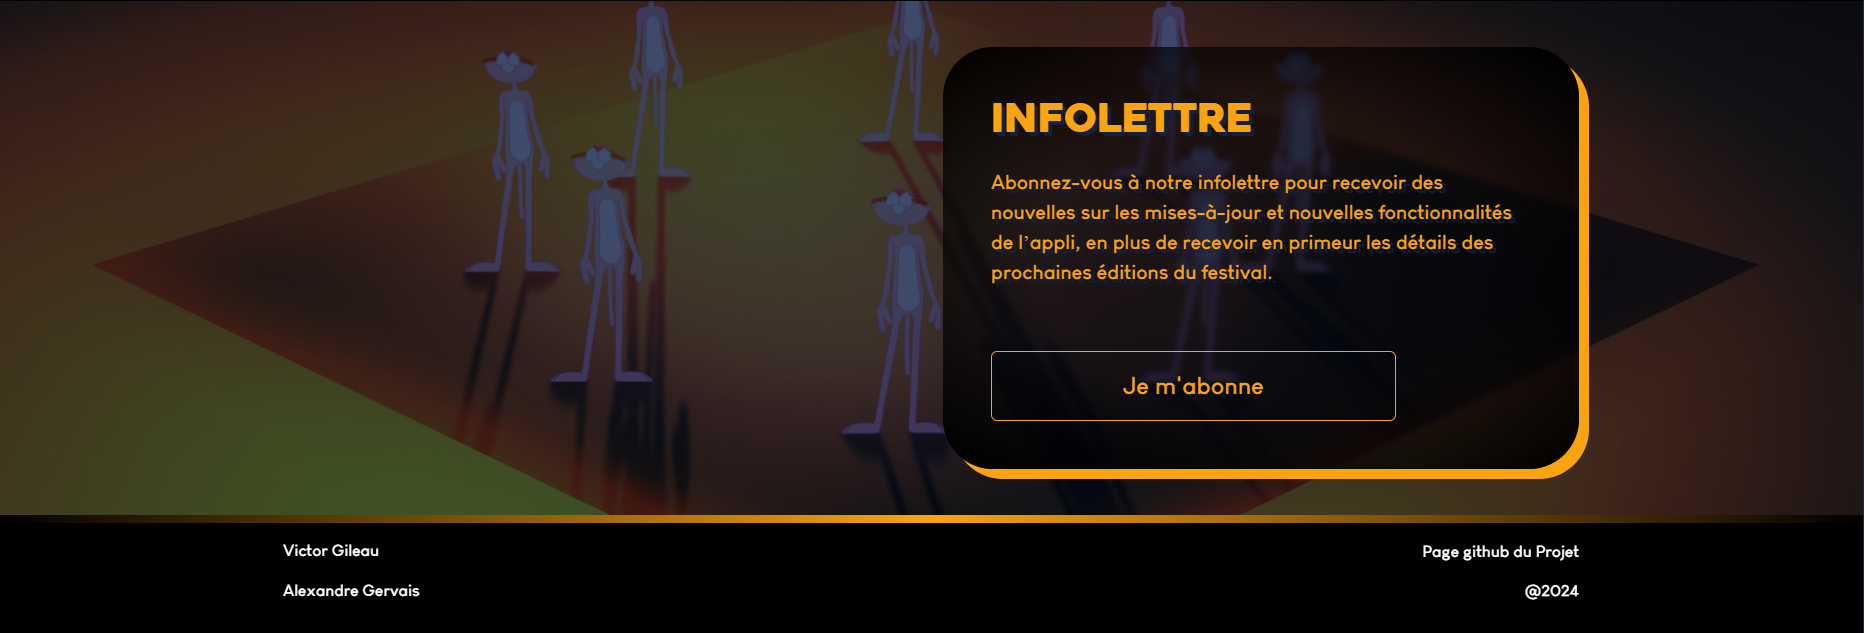 INFOLETTRE
Abonnez-vous à notre infolettre pour recevoir des
nouvelles sur les mises-à-jour et nouvelles fonctionnalités
de l'appli, en plus de recevoir en primeur les détails des
prochaines éditions du festival.
Je m'abonne
Victor Gileau
Alexandre Gervais
Page github du Projet
@2024